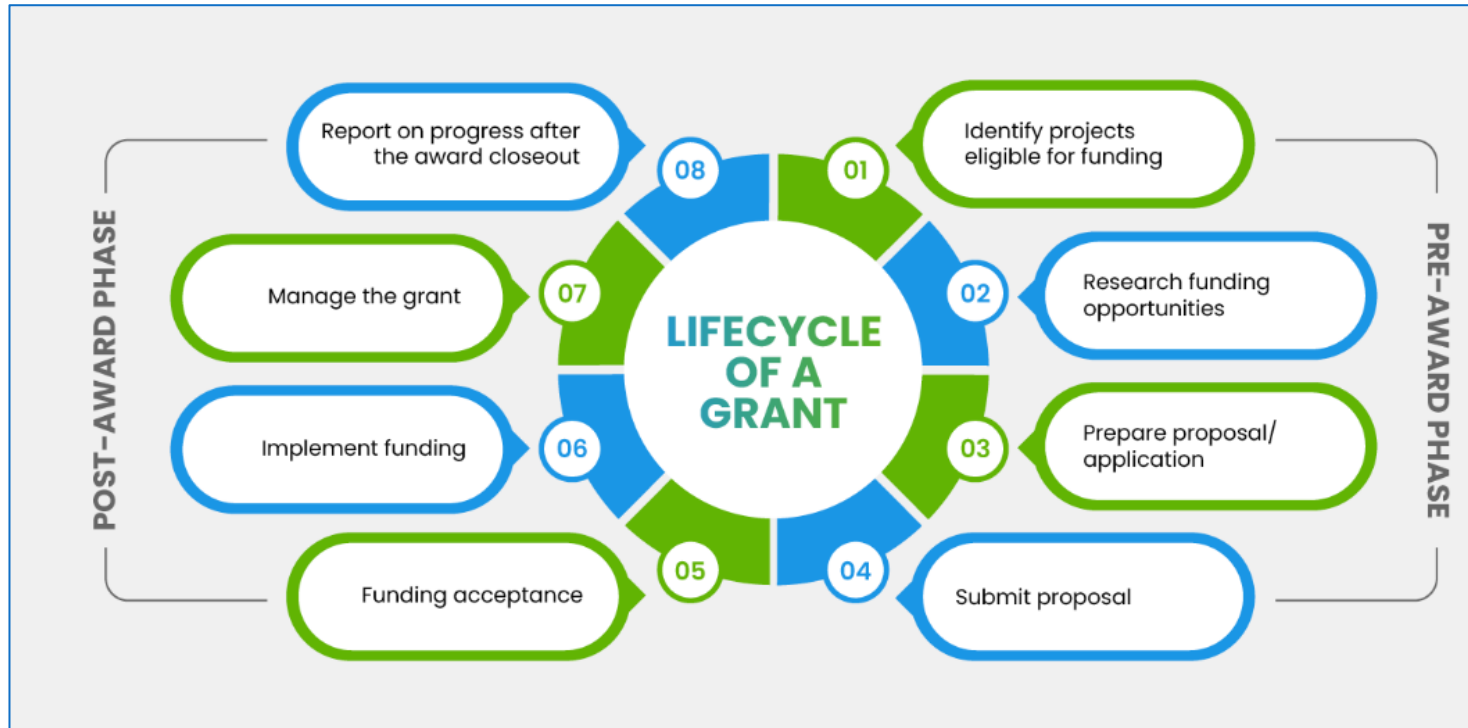 LIFECYCLE
OF A
GRANT
PRE-AWARD PHASE
01
Identify projects
eligible for funding
02
Research funding
opportunities
03
Prepare proposal/
application
04
Submit proposal
POST-AWARD PHASE
05
Funding acceptance
06
Implement funding
07
Manage the grant
08
Report on progress after
the award closeout